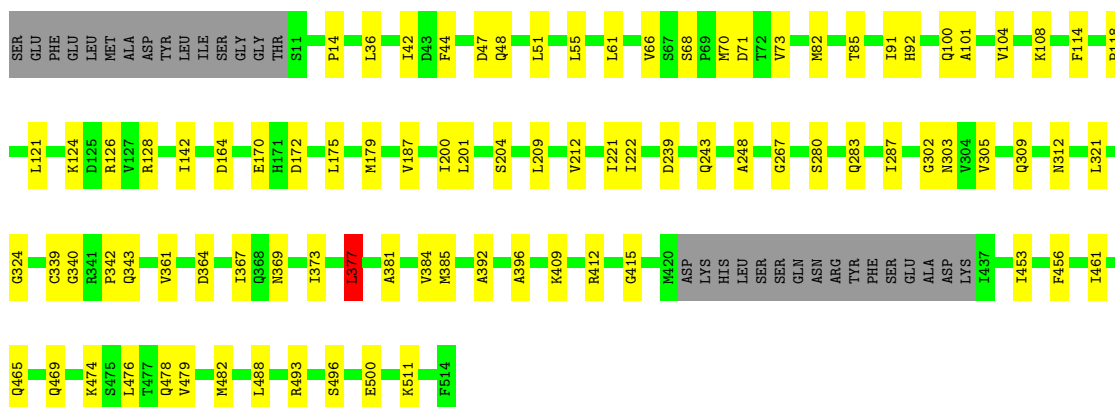 SER GLU PHE GLU LEU MET ALA ASP TYR LEU ILE SER GLY GLY THR S11 P14 L36 I42 D43 F44 D47 Q48 L51 L55 L61 V66 S67 S68 P69 M70 D71 T72 V73 M82 T85 I91 H92 Q100 A101 V104 K108 F114
L121 K124 D125 R126 V127 R128 I142 D164 E170 H171 D172 L175 M179 V187 I200 L201 S204 L209 V212 I221 I222 D239 Q243 A248 G267 S280 Q283 I287 G302 N303 V304 V305 Q309 N312 L321
G324 C339 G340 R341 P342 Q343 V361 D364 I367 Q368 N369 I373 L377 A381 V384 M385 A392 A396 K409 R412 G415 M420 ASP LYS HIS LEU SER SER GLN ASN ARG TYR PHE SER GLU ALA ASP LYS I437 I453 F456 I461
Q465 Q469 K474 S475 L476 T477 Q478 V479 M482 L488 R493 S496 E500 K511 F514